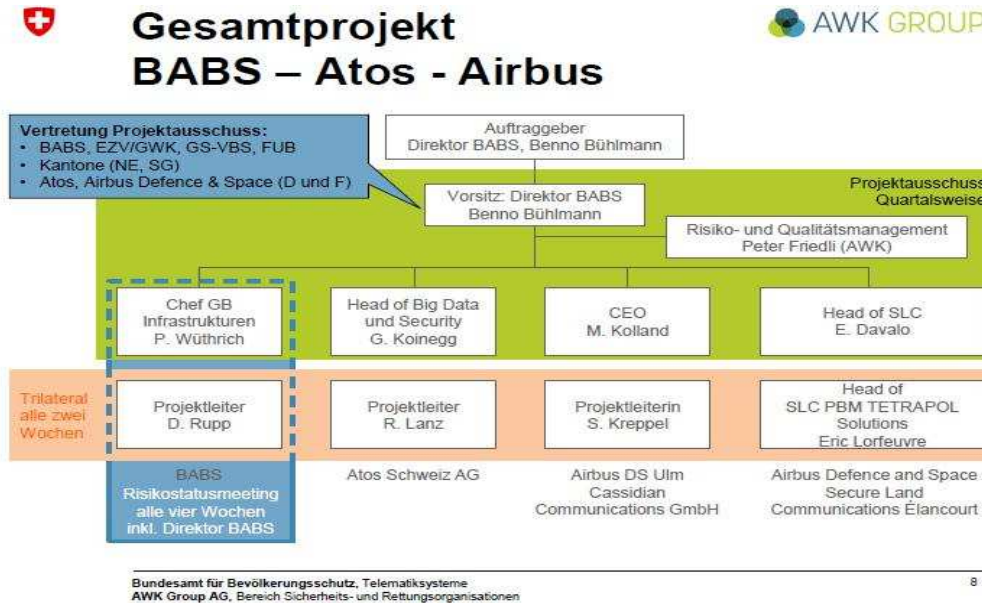 Gesamtprojekt
BABS – Atos - Airbus
AWK GROUP
Vertretung Projektausschuss:
• BABS, EZV/GWK, GS-VBS, FUB
• Kantone (NE, SG)
• Atos, Airbus Defence & Space (D und F)
Auftraggeber
Direktor BABS, Benno Bühlmann
Projektausschuss
Quartalsweise
Vorsitz: Direktor BABS
Benno Bühlmann
Risiko- und Qualitätsmanagement
Peter Friedli (AWK)
Chef GB
Infrastrukturen
P. Wüthrich
Head of Big Data
und Security
G. Koinegg
CEO
M. Kolland
Head of SLC
E. Davalo
Trilateral
alle zwei
Wochen
Projektleiter
D. Rupp
Projektleiter
R. Lanz
Projektleiterin
S. Kreppel
Head of
SLC PBM TETRAPOL
Solutions
Eric Lorfeuvre
BABS
Risikostatusmeeting
alle vier Wochen
inkl. Direktor BABS
Atos Schweiz AG
Airbus DS Ulm
Cassidian
Communications GmbH
Airbus Defence and Space
Secure Land
Communications Élancourt
Bundesamt für Bevölkerungsschutz, Telematiksysteme
AWK Group AG, Bereich Sicherheits- und Rettungsorganisationen
8